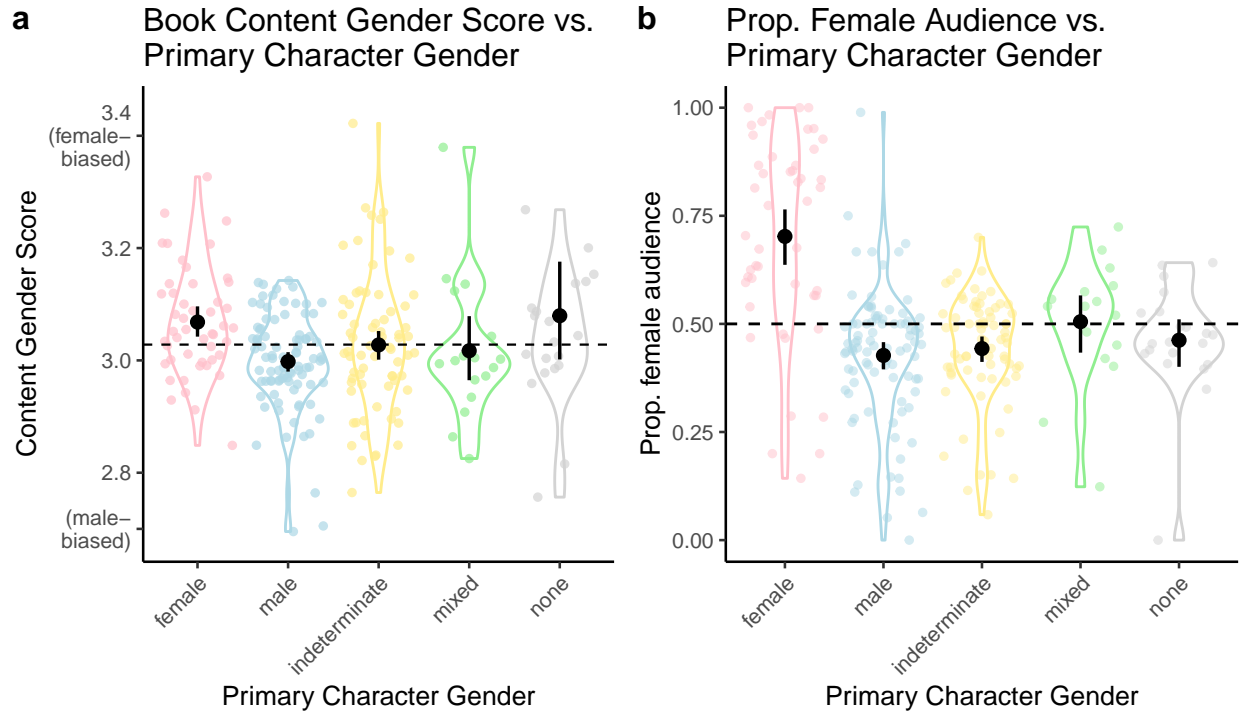 a
Book Content Gender Score vs.
Primary Character Gender
3.4
(female−
biased)
3.2
3.0
2.8
(male−
biased)
Content Gender Score
female
male
indeterminate
mixed
none
Primary Character Gender
b
Prop. Female Audience vs.
Primary Character Gender
1.00
0.75
0.50
0.25
0.00
Prop. female audience
female
male
indeterminate
mixed
none
Primary Character Gender